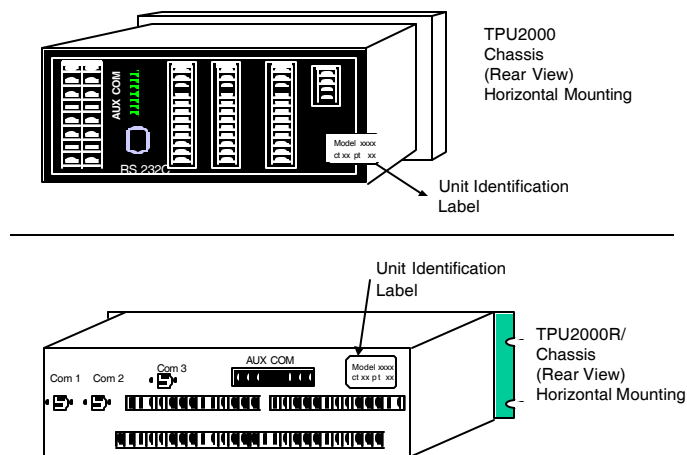 TPU2000
Chassis
(Rear View)
Horizontal Mounting
AUX COM
RS 232C
Model xxxx
ct xx pt xx
Unit Identification
Label
Unit Identification
Label
TPU2000R/
Chassis
(Rear View)
Horizontal Mounting
Com 1
Com 2
Com 3
AUX COM
Model xxxx
ct xx pt xx